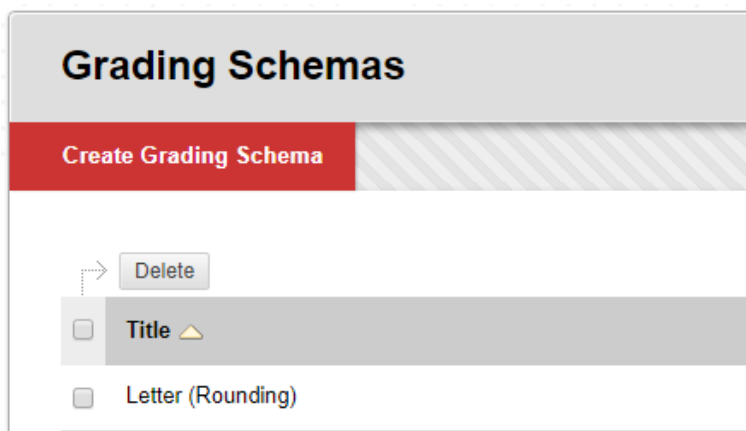 Grading Schemas
Create Grading Schema
Delete
Title
Letter (Rounding)